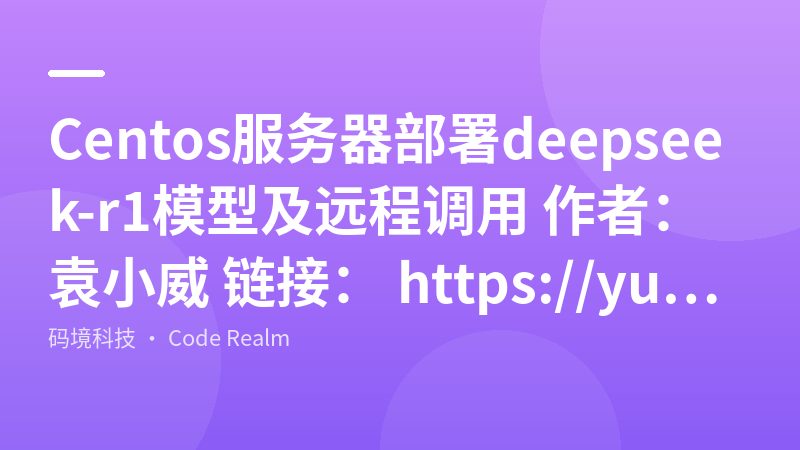 Centos服务器部署deepsee
k-r1模型及远程调用 作者：
袁小威 链接： https://yu…
码境科技 · Code Realm